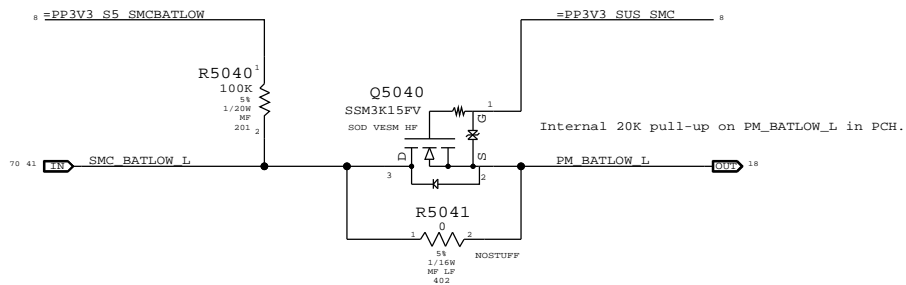 8 =PP3V3_S5_SMCBATLOW
=PP3V3_SUS_SMC 8
R5040 1
100K
5%
1/20W
MF
201
2
Q5040
SSM3K15FV
SOD VESM HF
1
G
Internal 20K pull-up on PM_BATLOW_L in PCH.
70 41 IN SMC_BATLOW_L
D
S
3
2
PM_BATLOW_L
OUT 18
R5041
0
1
2
5%
1/16W
MF LF
402
NOSTUFF